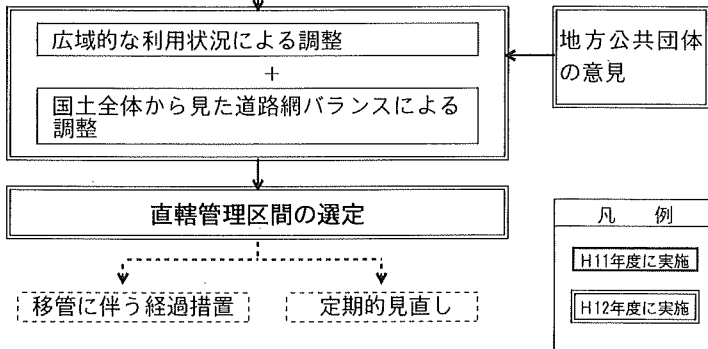 広域的な利用状況による調整
+
国土全体から見た道路網バランスによる
調整
地方公共団体
の意見
直轄管理区間の選定
移管に伴う経過措置
定期的見直し
凡 例
H11年度に実施
H12年度に実施